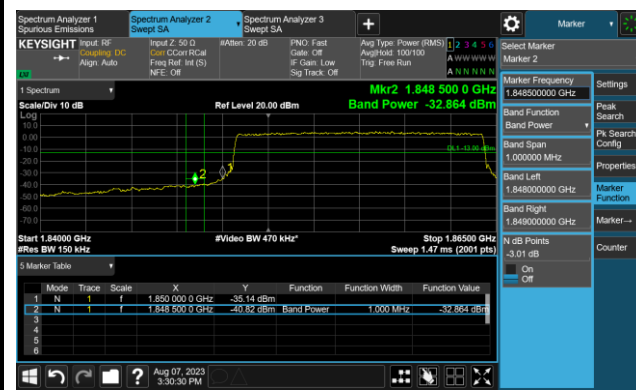 Spectrum Analyzer 1
Spurious Emissions
Spectrum Analyzer 2
Swept SA
Spectrum Analyzer 3
Swept SA
Marker
KEYSIGHT
Input: RF
Coupling: DC
Align: Auto
Input Z: 50 Ω
Corr CCorr RCal
Freq Ref: Int (S)
NFE: Off
#Atten: 20 dB
PNO: Fast
Gate: Off
IF Gain: Low
Sig Track: Off
Avg Type: Power (RMS)
Avg|Hold: 100/100
Trig: Free Run
1 2 3 4 5 6
A W W W W W
A N N N N N
Select Marker
Marker 2
1 Spectrum
Scale/Div 10 dB
Log
Ref Level 20.00 dBm
Mkr2 1.848 500 0 GHz
Band Power -32.864 dBm
10.0
0.00
-10.0
-20.0
-30.0
-40.0
-50.0
-60.0
-70.0
DL1 -13.00 dBm
2
Start 1.84000 GHz
#Res BW 150 kHz
#Video BW 470 kHz*
Stop 1.86500 GHz
Sweep 1.47 ms (2001 pts)
5 Marker Table
Mode Trace Scale X Y Function Function Width Function Value
1 N 1 f 1.850 000 0 GHz -35.14 dBm
2 N 1 f 1.848 500 0 GHz -40.82 dBm Band Power 1.000 MHz -32.864 dBm
3
4
5
6
Marker Frequency
1.848500000 GHz
Band Function
Band Power
Band Span
1.000000 MHz
Band Left
1.848000000 GHz
Band Right
1.849000000 GHz
N dB Points
-3.01 dB
On
Off
Settings
Peak
Search
Pk Search
Config
Properties
Marker
Function
Marker→
Counter
Aug 07, 2023
3:30:30 PM